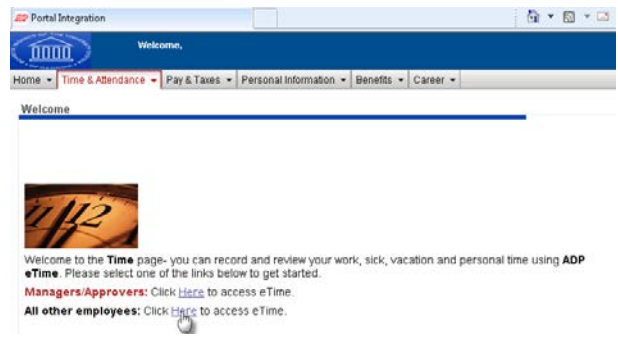 Portal Integration
Welcome,
Home Time & Attendance Pay & Taxes Personal Information Benefits Career
Welcome
11 12
Welcome to the Time page- you can record and review your work, sick, vacation and personal time using ADP
eTime. Please select one of the links below to get started.
Managers/Approvers: Click Here to access eTime.
All other employees: Click Here to access eTime.